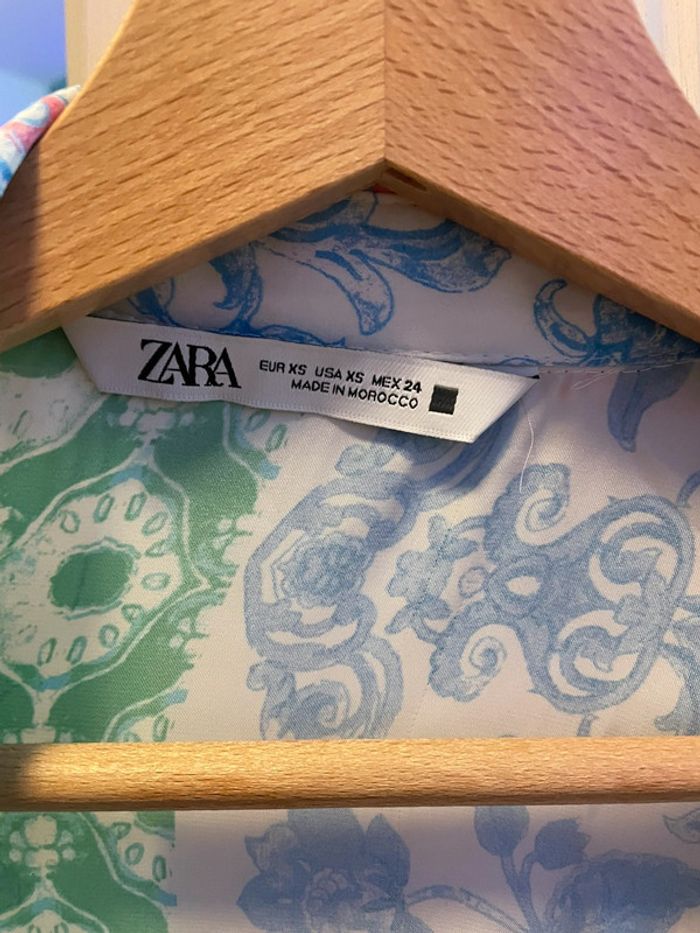 ZARA
EUR XS USA XS MEX 24
MADE IN MOROCCO